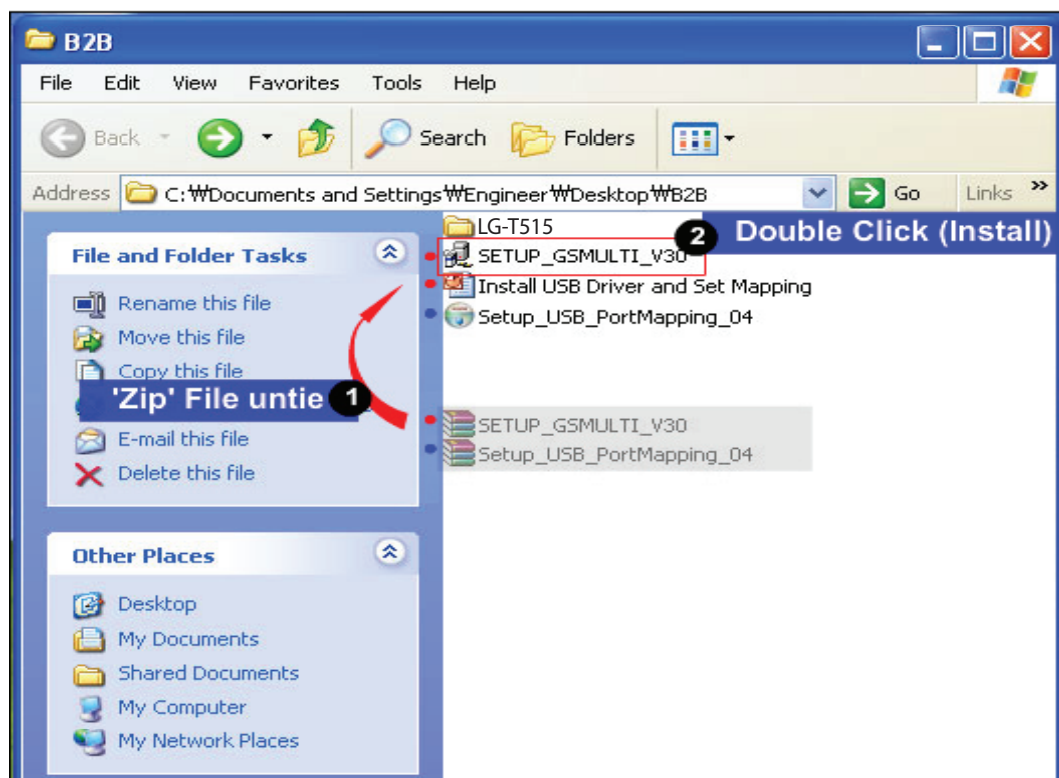 B2B
File Edit View Favorites Tools Help
Back Search Folders
Address C:₩Documents and Settings₩Engineer₩Desktop₩B2B Go Links »
File and Folder Tasks
Rename this file
Move this file
Copy this file
'Zip' File untie 1
E-mail this file
Delete this file
Other Places
Desktop
My Documents
Shared Documents
My Computer
My Network Places
LG-T515
SETUP_GSMULTI_V30
2 Double Click (Install)
Install USB Driver and Set Mapping
Setup_USB_PortMapping_04
SETUP_GSMULTI_V30
Setup_USB_PortMapping_04